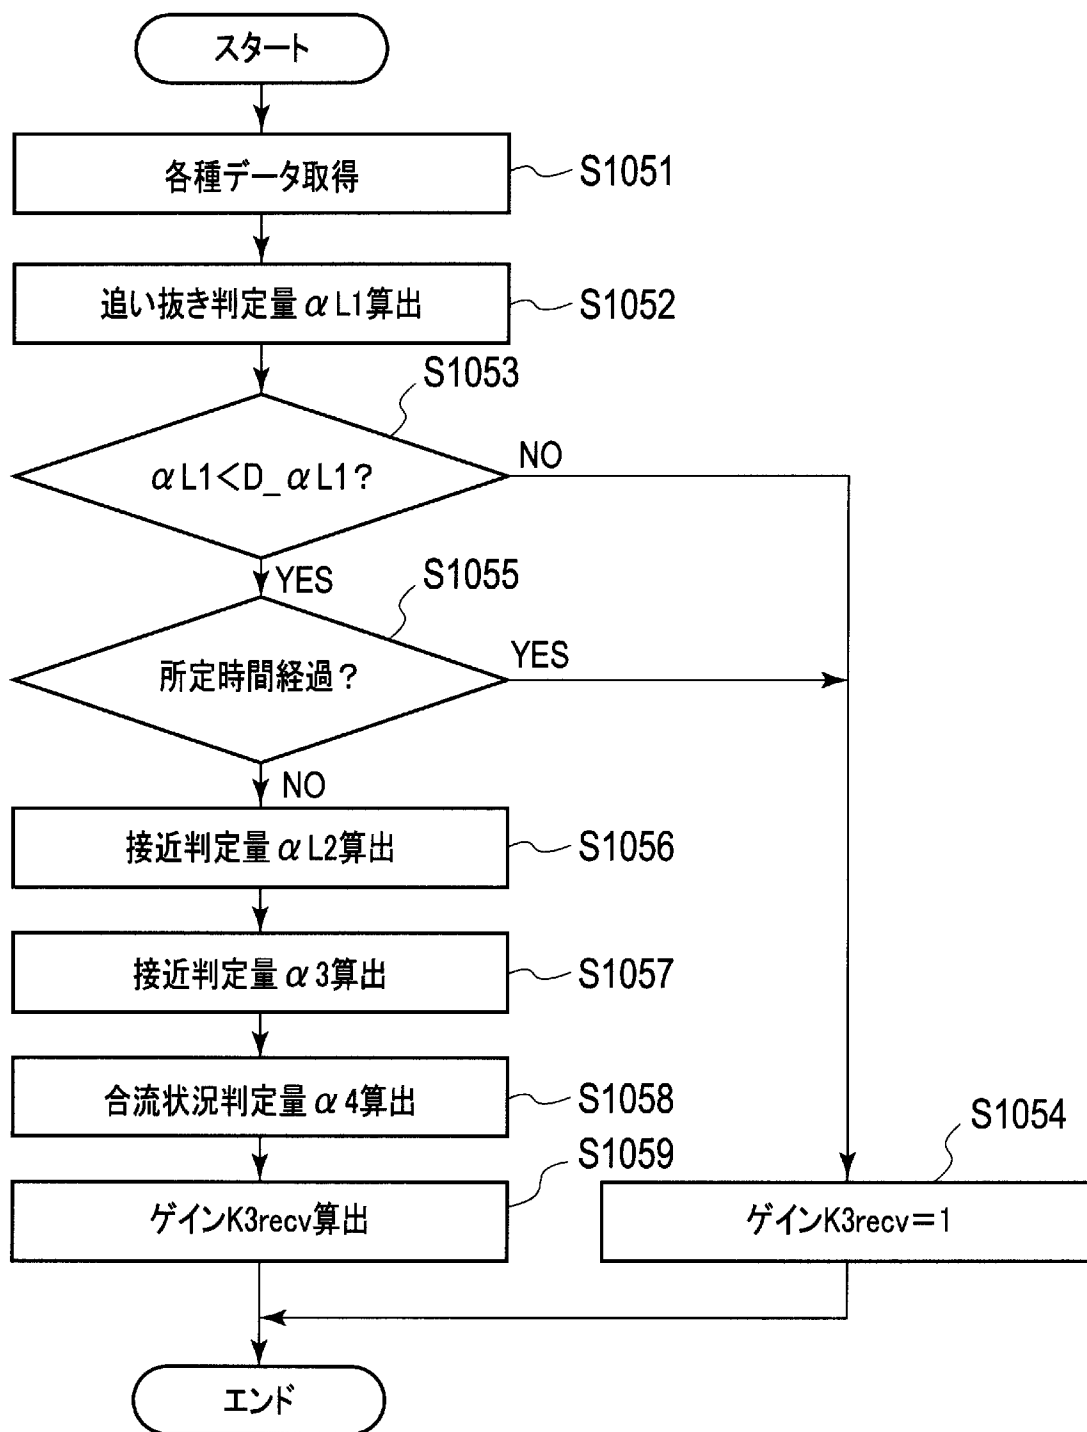 スタート
各種データ取得
S1051
追い抜き判定量αL1算出
S1052
S1053
αL1<D_αL1?
NO
YES
S1055
所定時間経過?
YES
NO
接近判定量αL2算出
S1056
接近判定量α3算出
S1057
合流状況判定量α4算出
S1058
S1059
ゲインK3recv算出
S1054
ゲインK3recv=1
エンド